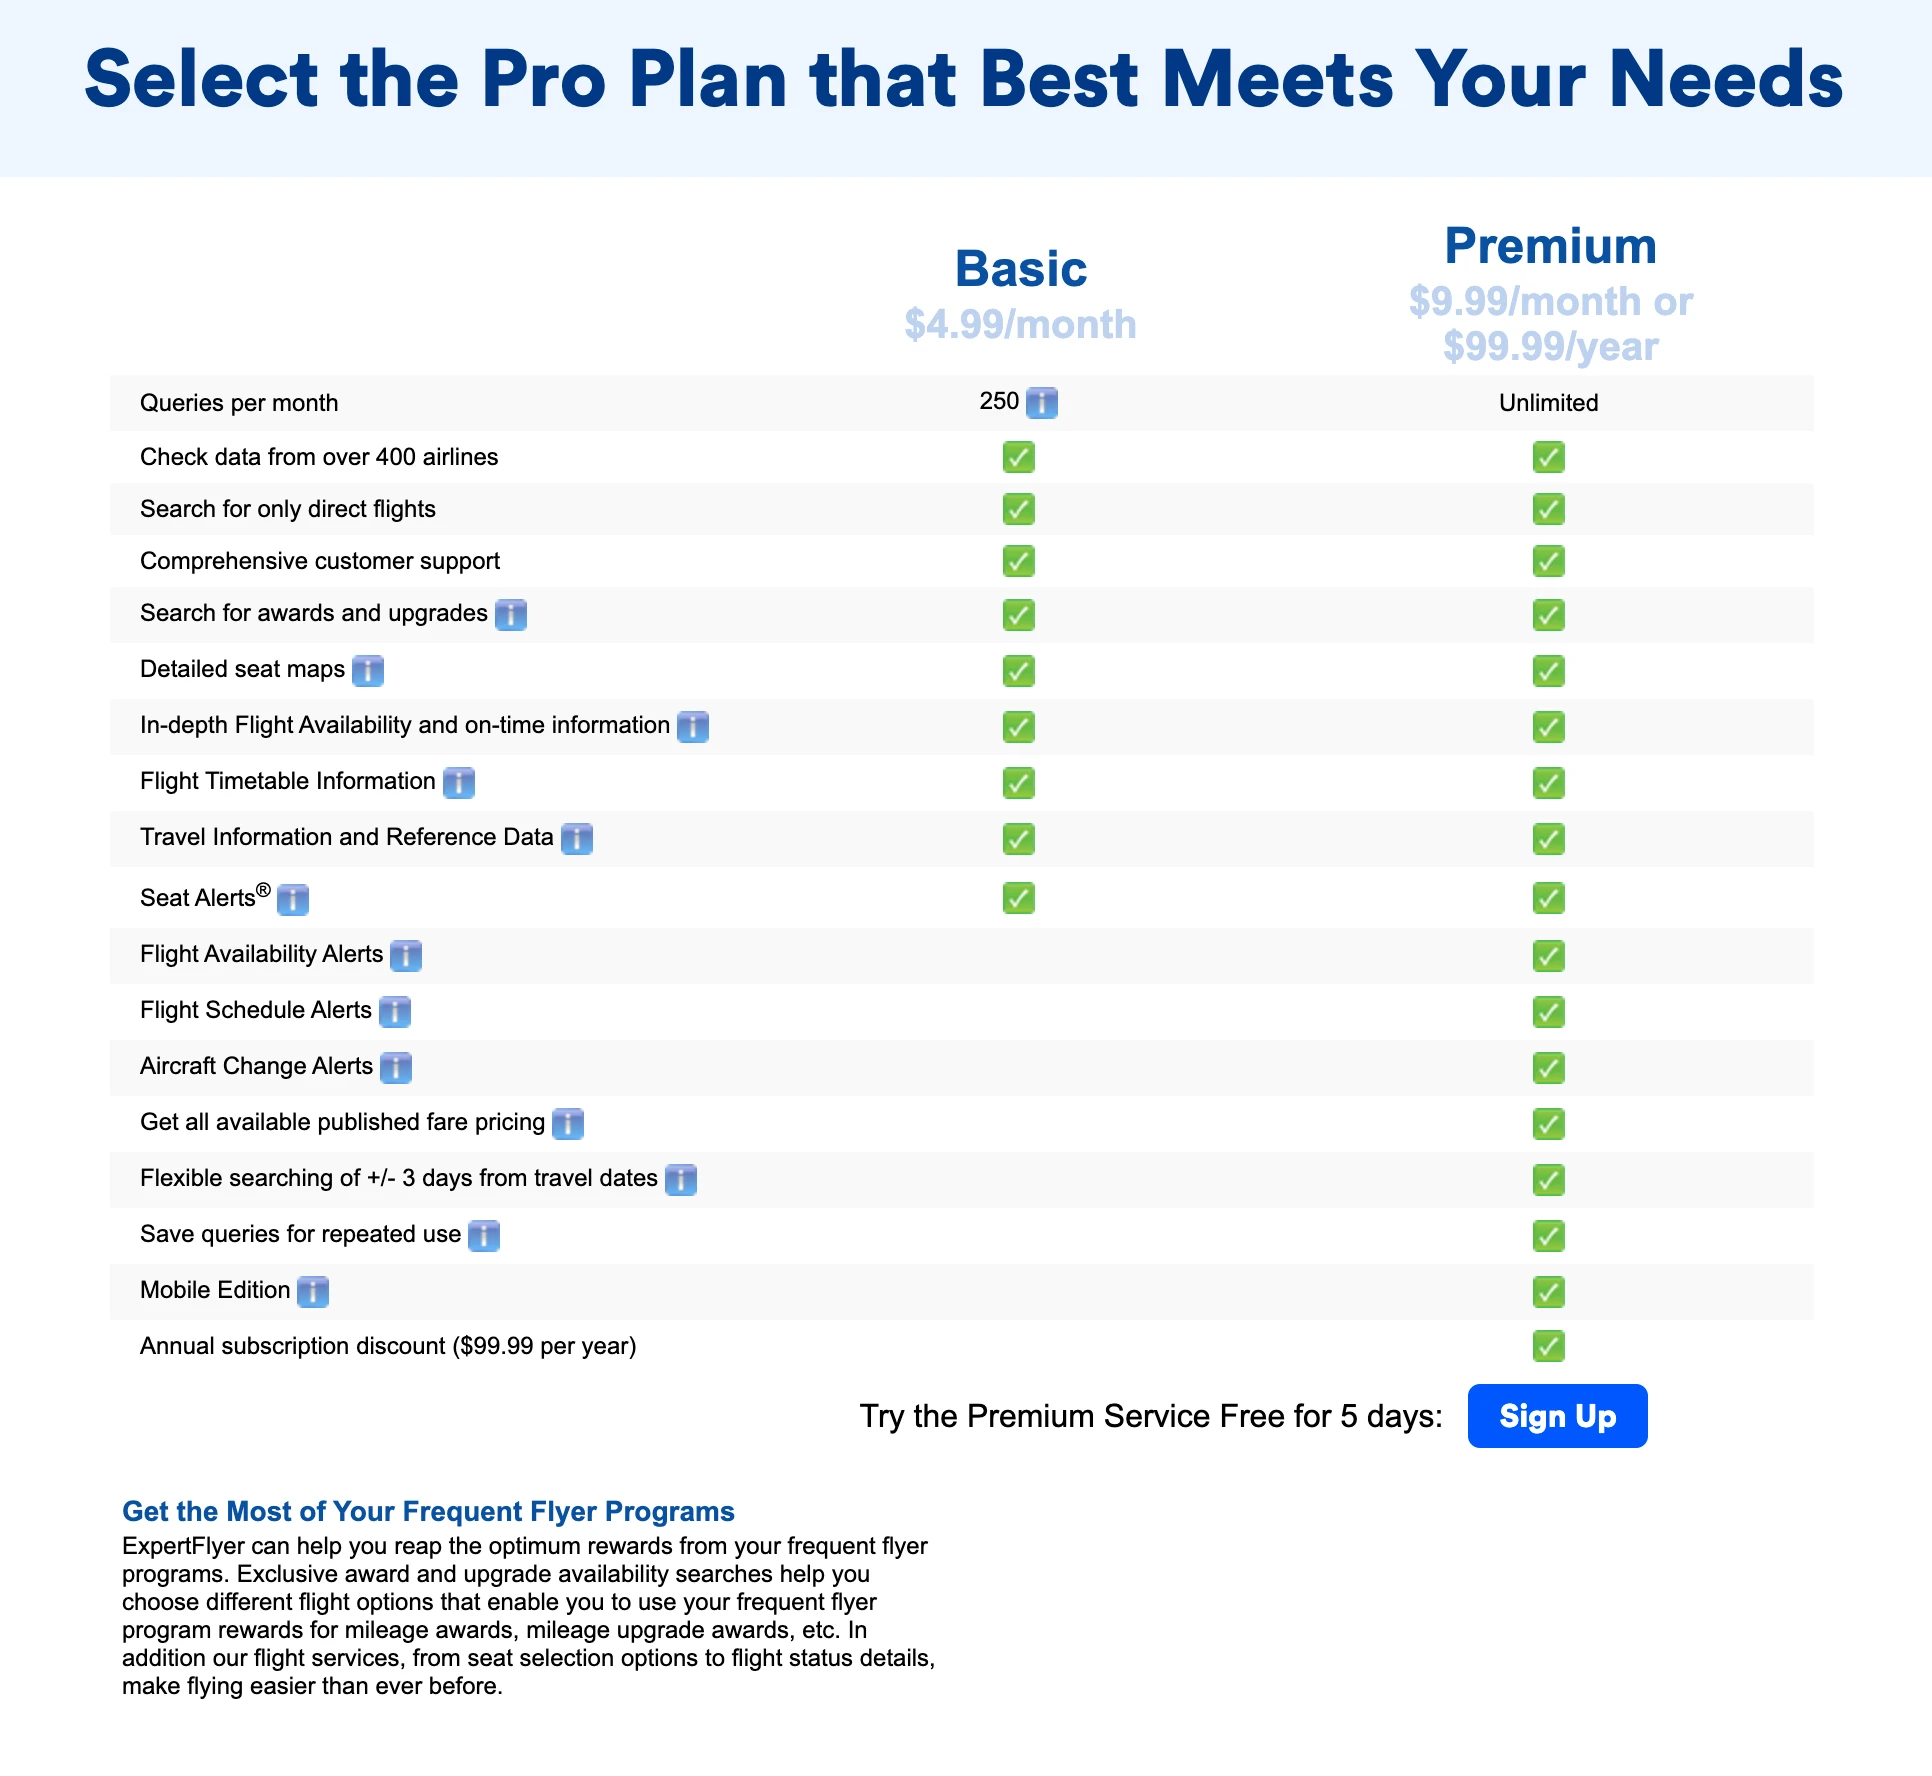 Select the Pro Plan that Best Meets Your Needs
Basic
$4.99/month
Premium
$9.99/month or
$99.99/year
Queries per month 250 Unlimited
Check data from over 400 airlines
Search for only direct flights
Comprehensive customer support
Search for awards and upgrades
Detailed seat maps
In-depth Flight Availability and on-time information
Flight Timetable Information
Travel Information and Reference Data
Seat Alerts®
Flight Availability Alerts
Flight Schedule Alerts
Aircraft Change Alerts
Get all available published fare pricing
Flexible searching of +/- 3 days from travel dates
Save queries for repeated use
Mobile Edition
Annual subscription discount ($99.99 per year)
Try the Premium Service Free for 5 days: Sign Up
Get the Most of Your Frequent Flyer Programs
ExpertFlyer can help you reap the optimum rewards from your frequent flyer
programs. Exclusive award and upgrade availability searches help you
choose different flight options that enable you to use your frequent flyer
program rewards for mileage awards, mileage upgrade awards, etc. In
addition our flight services, from seat selection options to flight status details,
make flying easier than ever before.